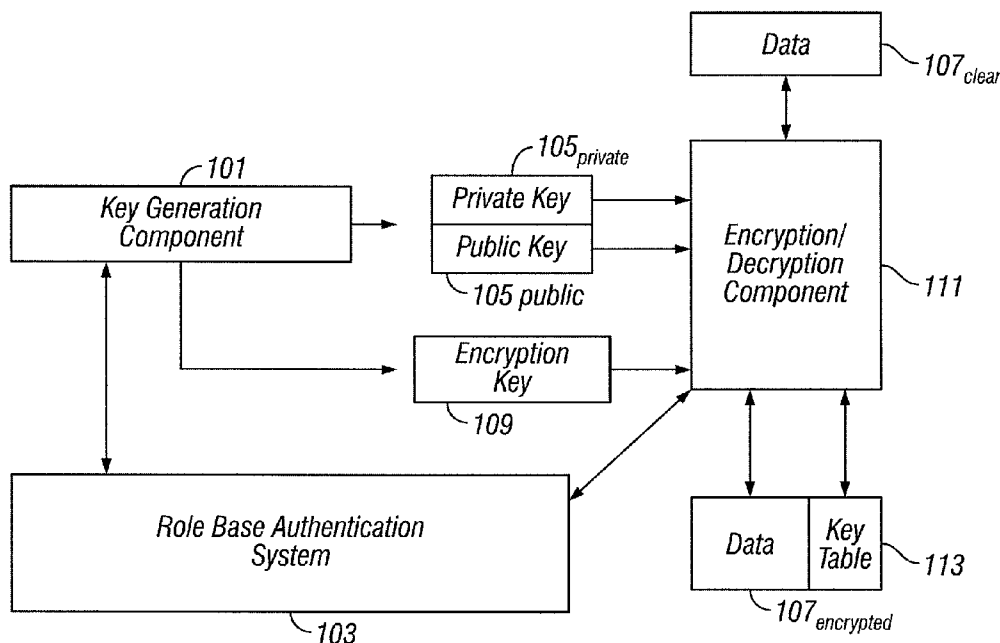 Data
107clear
101
Key Generation
Component
105private
Private Key
Public Key
105 public
Encryption/
Decryption
Component
111
Encryption
Key
109
Role Base Authentication
System
103
Data
Key
Table
113
107encrypted